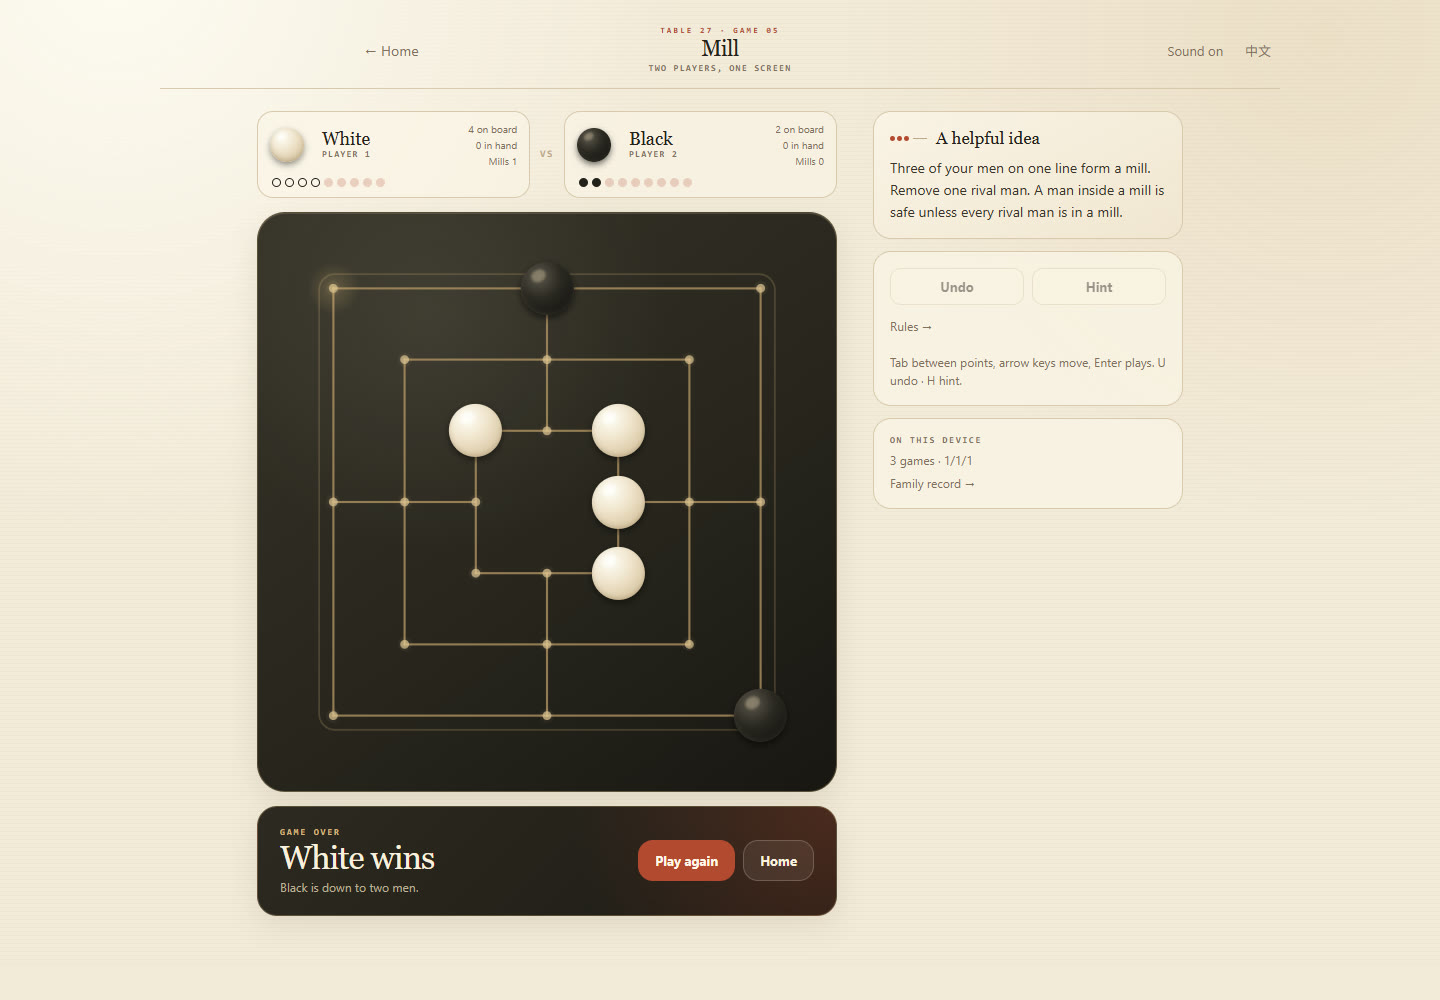 ← Home
TABLE 27 · GAME 05
Mill
TWO PLAYERS, ONE SCREEN
Sound on
中文
White
PLAYER 1
4 on board
0 in hand
Mills 1
VS
Black
PLAYER 2
2 on board
0 in hand
Mills 0
A helpful idea
Three of your men on one line form a mill.
Remove one rival man. A man inside a mill is
safe unless every rival man is in a mill.
Undo
Hint
Rules →
Tab between points, arrow keys move, Enter plays. U
undo · H hint.
ON THIS DEVICE
3 games · 1/1/1
Family record →
GAME OVER
White wins
Black is down to two men.
Play again
Home